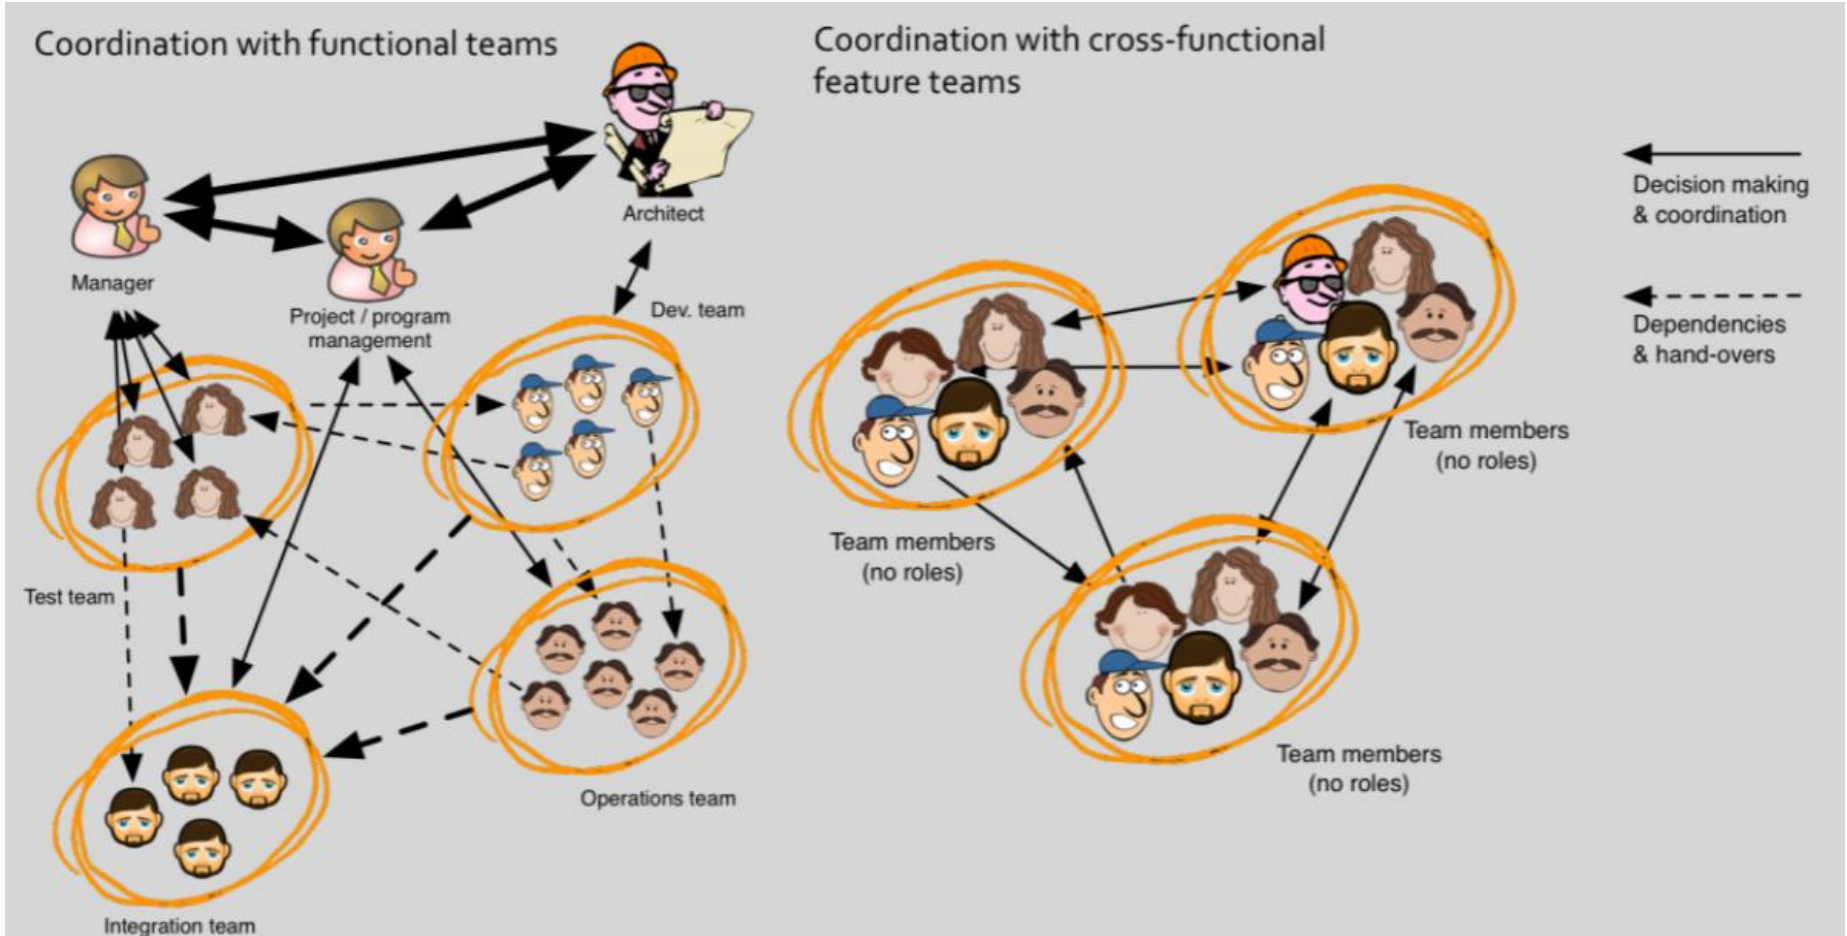 Coordination with functional teams
Architect
Manager
Project / program
management
Dev. team
Test team
Operations team
Integration team
Coordination with cross-functional
feature teams
Decision making
& coordination
Dependencies
& hand-overs
Team members
(no roles)
Team members
(no roles)
Team members
(no roles)